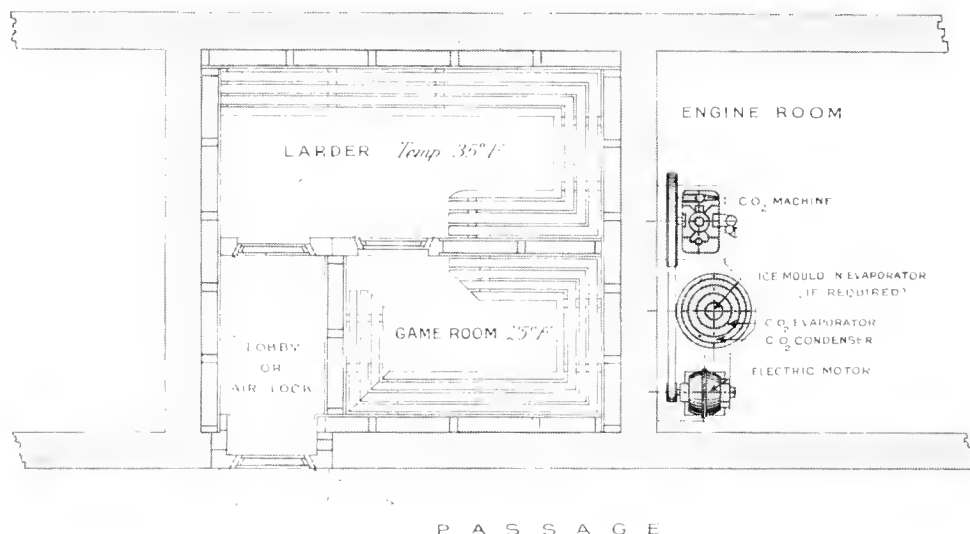 ENGINE ROOM
LARDER Temp 35°F
CO2 MACHINE
ICE MOULD IN EVAPORATOR
(IF REQUIRED)
GAME ROOM 25°F
CO2 EVAPORATOR
CO2 CONDENSER
LOBBY
OR
AIR LOCK
ELECTRIC MOTOR
PASSAGE